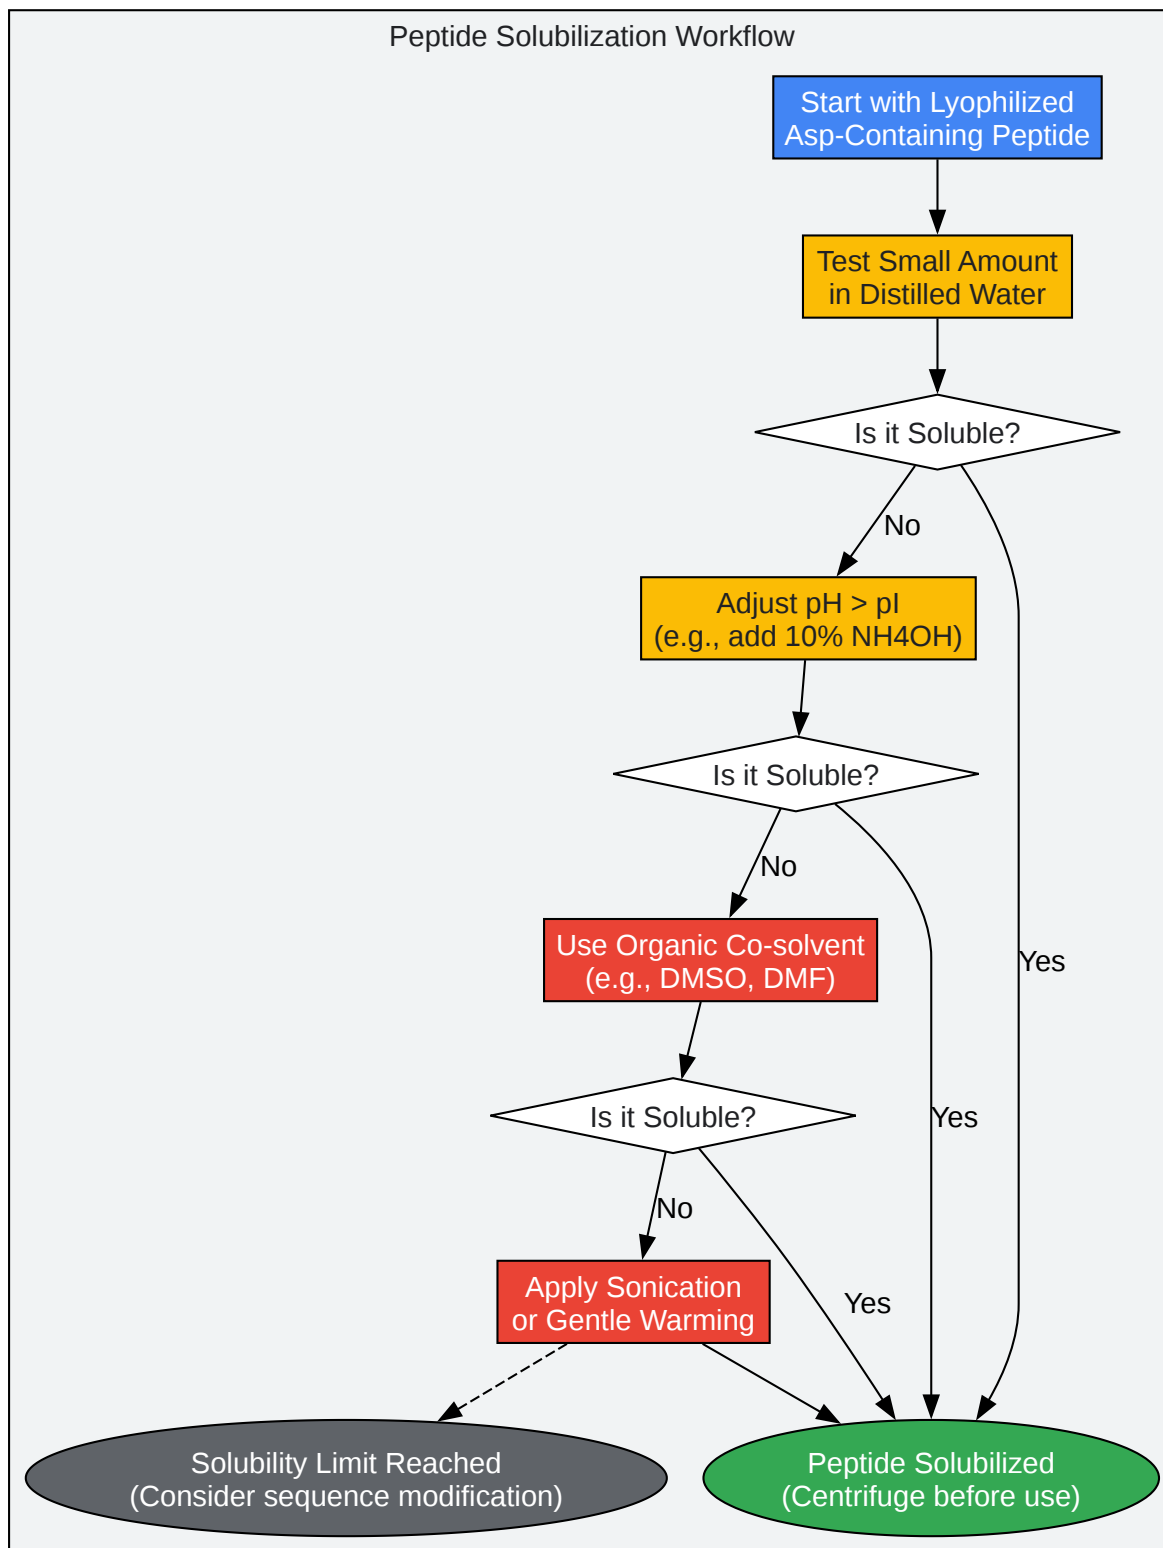 Peptide Solubilization Workflow
Start with Lyophilized
Asp-Containing Peptide
Test Small Amount
in Distilled Water
Is it Soluble?
No
Adjust pH > pI
(e.g., add 10% NH4OH)
Is it Soluble?
No
Use Organic Co-solvent
(e.g., DMSO, DMF)
Yes
Is it Soluble?
Yes
No
Apply Sonication
or Gentle Warming
Yes
Solubility Limit Reached
(Consider sequence modification)
Peptide Solubilized
(Centrifuge before use)